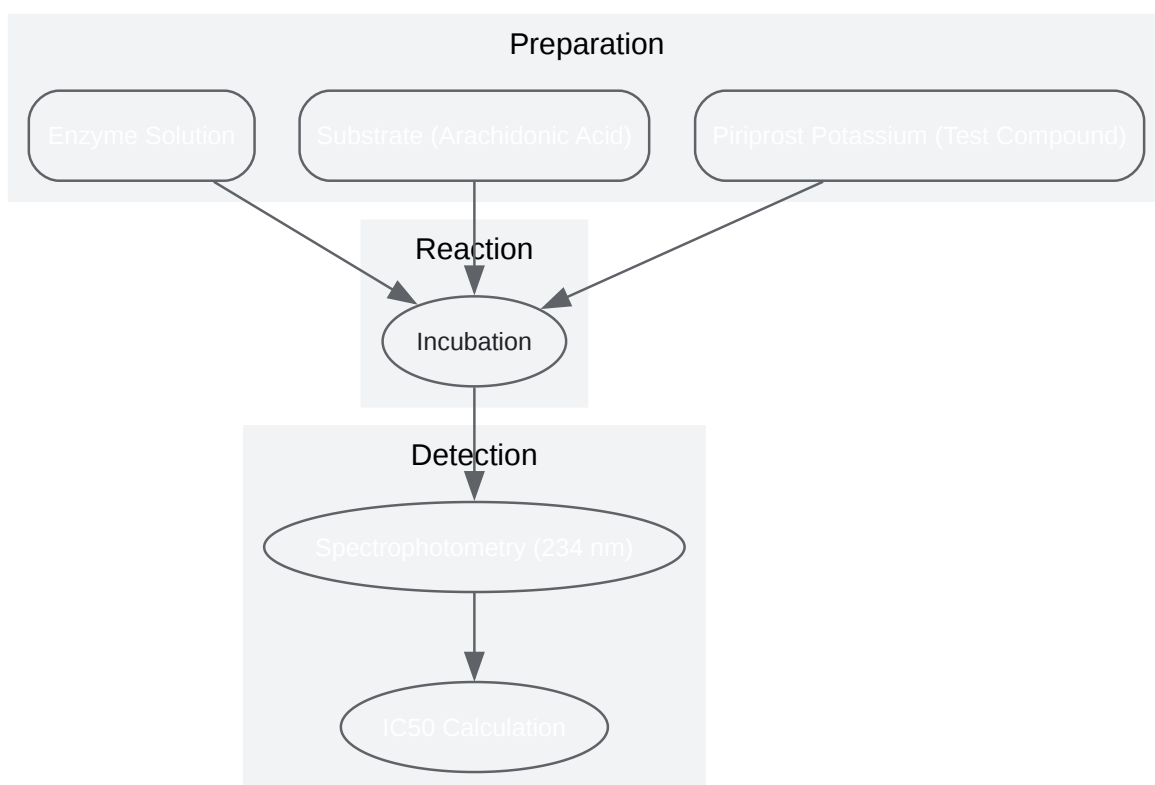 Preparation
Enzyme Solution
Substrate (Arachidonic Acid)
Piriprost Potassium (Test Compound)
Reaction
Incubation
Detection
Spectrophotometry (234 nm)
IC50 Calculation